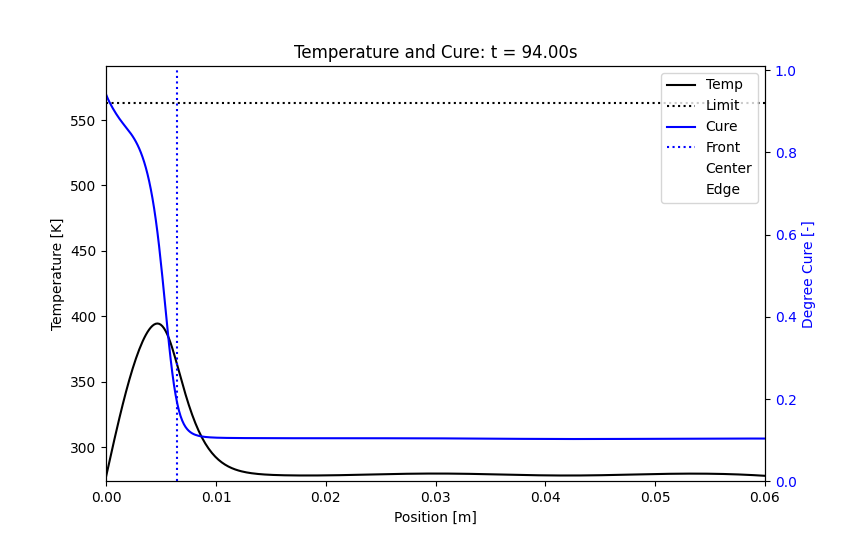 Temperature and Cure: t = 94.00s
Temp
Limit
Cure
Front
Center
Edge
550
500
450
400
350
300
Temperature [K]
1.0
0.8
0.6
0.4
0.2
0.0
Degree Cure [-]
0.00 0.01 0.02 0.03 0.04 0.05 0.06
Position [m]